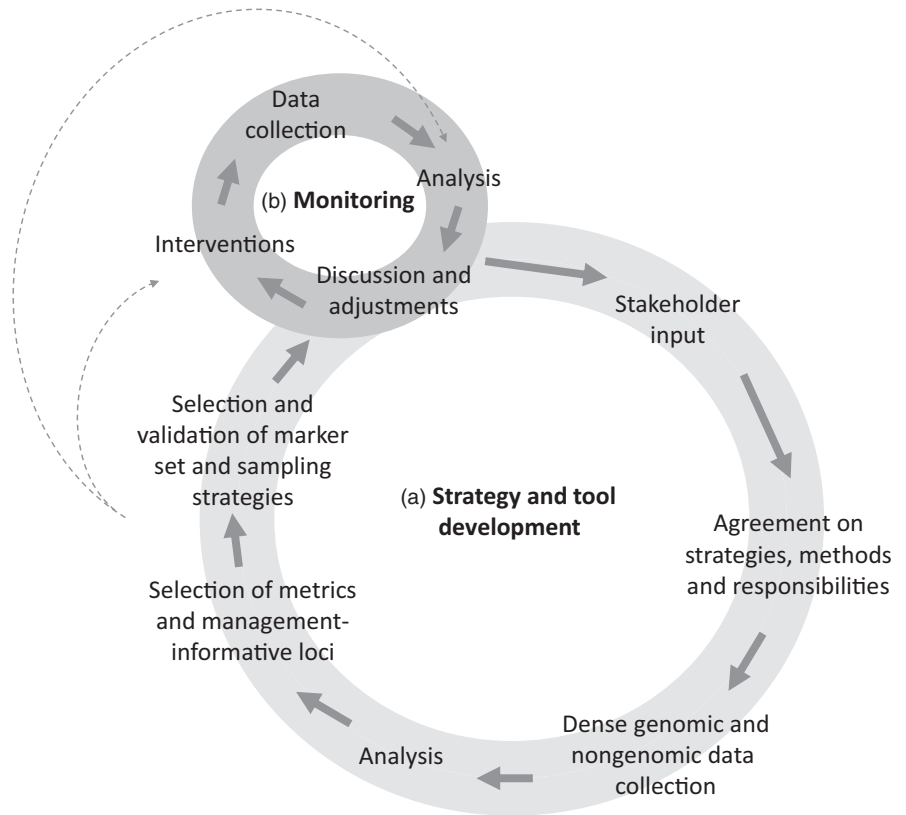 Data
collection
Analysis
(b) Monitoring
Interventions
Discussion and
adjustments
Stakeholder
input
Selection and
validation of marker
set and sampling
strategies
(a) Strategy and tool
development
Agreement on
strategies, methods
and responsibilities
Selection of metrics
and management-
informative loci
Dense genomic and
nongenomic data
collection
Analysis